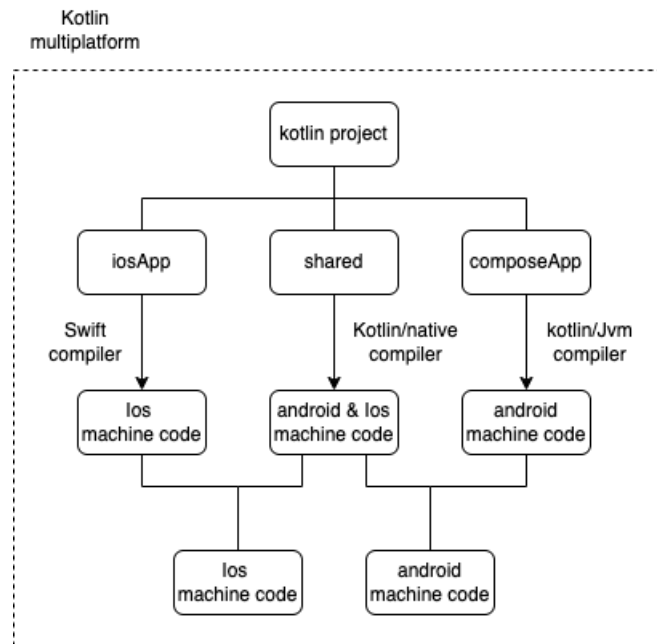 Kotlin
multiplatform
kotlin project
iosApp
shared
composeApp
Swift
compiler
Kotlin/native
compiler
kotlin/Jvm
compiler
Ios
machine code
android & Ios
machine code
android
machine code
Ios
machine code
android
machine code